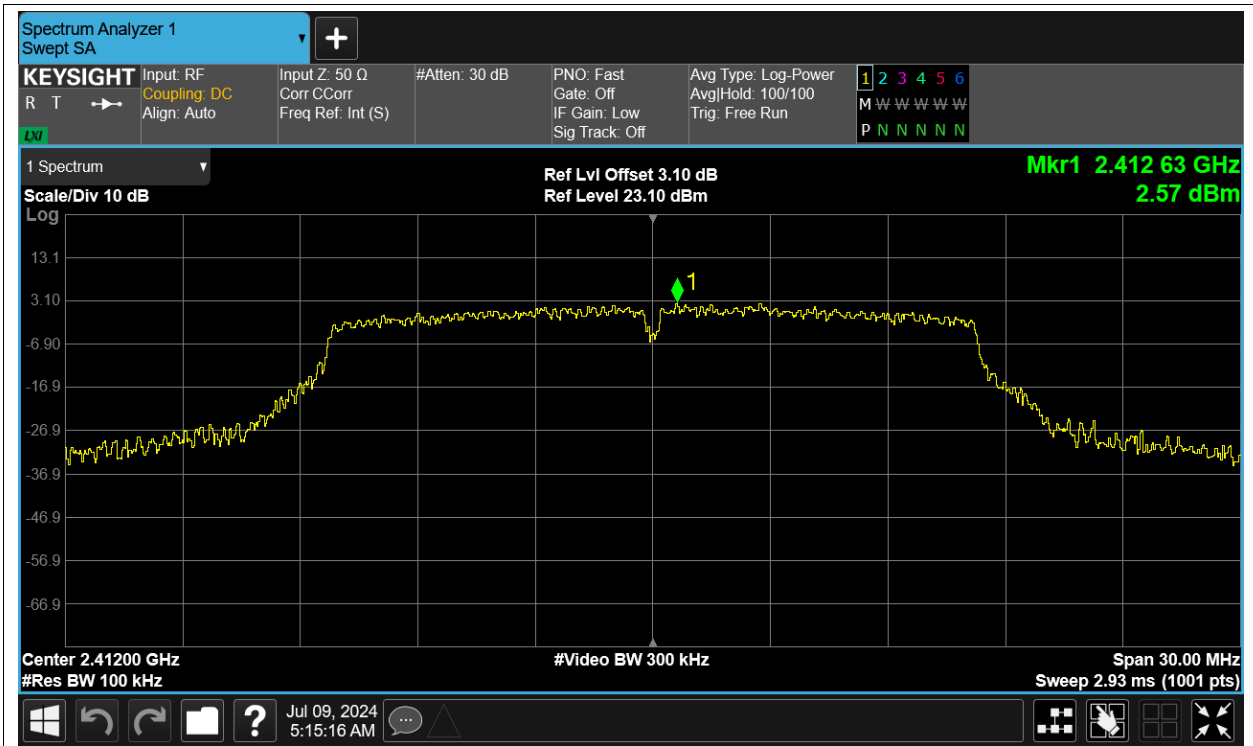 Spectrum Analyzer 1
Swept SA
KEYSIGHT
R T
LXI
Input: RF
Coupling: DC
Align: Auto
Input Z: 50 Ω
Corr CCorr
Freq Ref: Int (S)
#Atten: 30 dB
PNO: Fast
Gate: Off
IF Gain: Low
Sig Track: Off
Avg Type: Log-Power
Avg|Hold: 100/100
Trig: Free Run
1 2 3 4 5 6
M W W W W W
P N N N N N
1 Spectrum
Scale/Div 10 dB
Log
Ref Lvl Offset 3.10 dB
Ref Level 23.10 dBm
Mkr1 2.412 63 GHz
2.57 dBm
1
13.1
3.10
-6.90
-16.9
-26.9
-36.9
-46.9
-56.9
-66.9
Center 2.41200 GHz
#Res BW 100 kHz
#Video BW 300 kHz
Span 30.00 MHz
Sweep 2.93 ms (1001 pts)
?
Jul 09, 2024
5:15:16 AM